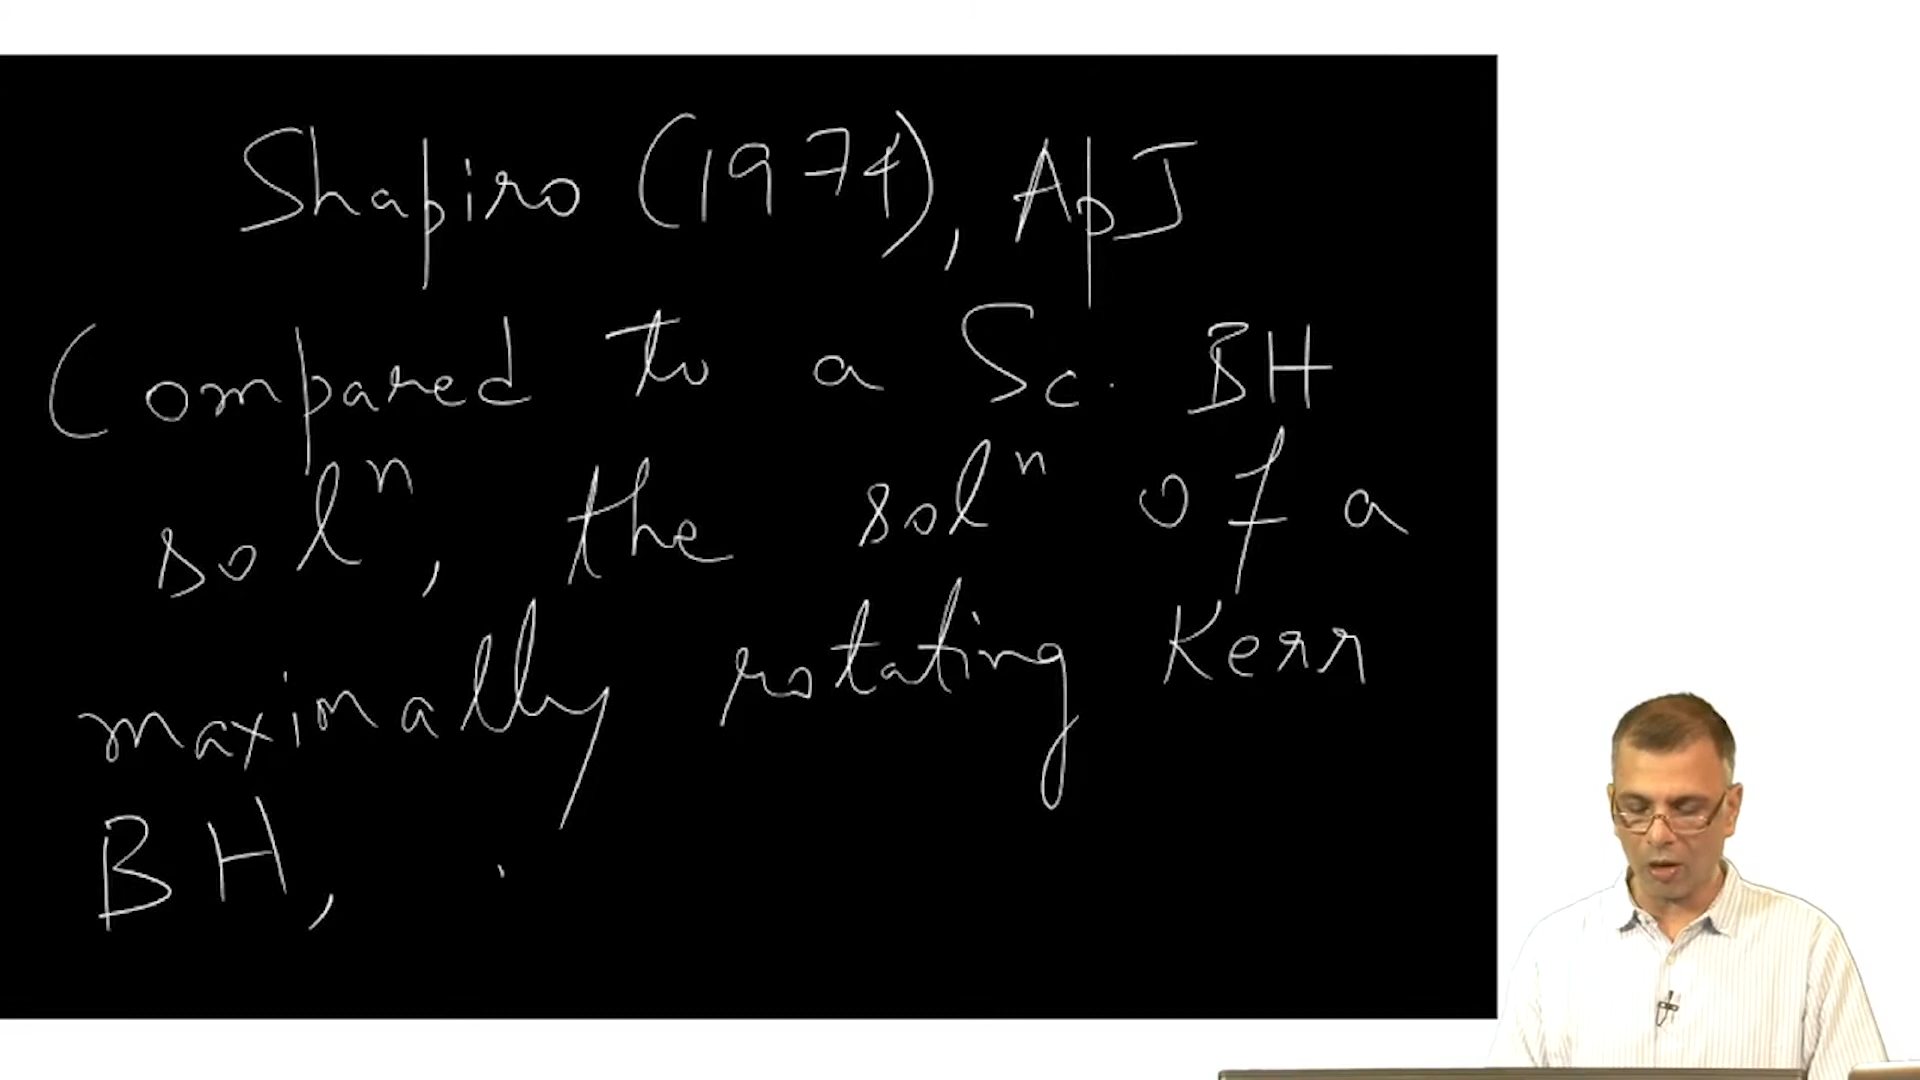 Shapiro (1974), ApJ
Compared to a Sc. BH
solⁿ, the solⁿ of a
maximally rotating Kerr
BH,